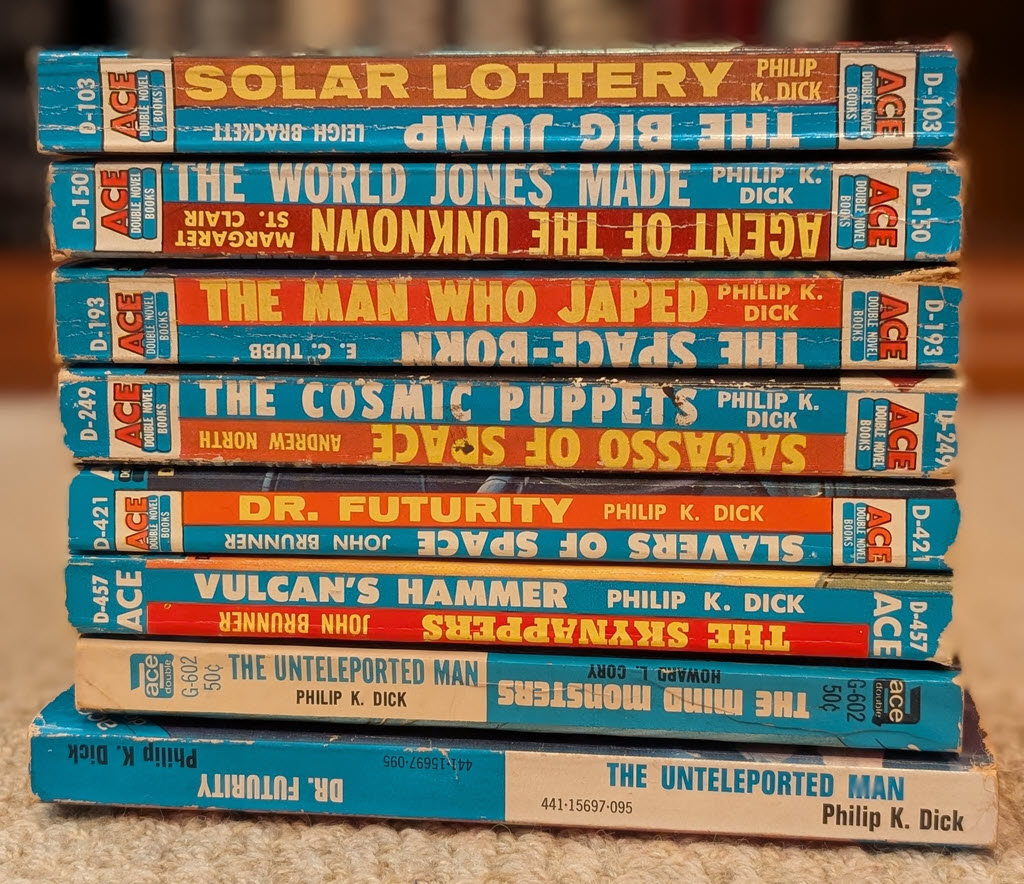 D-103
ACE
DOUBLE NOVEL
BOOKS
SOLAR LOTTERY
PHILIP
K. DICK
THE BIG JUMP
LEIGH BRACKETT
ACE
DOUBLE NOVEL
BOOKS
D-103
D-150
ACE
DOUBLE NOVEL
BOOKS
THE WORLD JONES MADE
PHILIP K.
DICK
AGENT OF THE UNKNOWN
MARGARET
ST. CLAIR
ACE
DOUBLE NOVEL
BOOKS
D-150
D-193
ACE
DOUBLE NOVEL
BOOKS
THE MAN WHO JAPED
PHILIP K.
DICK
THE SPACE-BORN
E. C. TUBB
ACE
DOUBLE NOVEL
BOOKS
D-193
D-249
ACE
DOUBLE NOVEL
BOOKS
THE COSMIC PUPPETS
PHILIP K.
DICK
SAGASSO OF SPACE
ANDREW NORTH
ACE
DOUBLE NOVEL
BOOKS
D-249
D-421
ACE
DOUBLE NOVEL
BOOKS
DR. FUTURITY
PHILIP K. DICK
SLAVERS OF SPACE
JOHN BRUNNER
ACE
DOUBLE NOVEL
BOOKS
D-421
D-457
ACE
VULCAN'S HAMMER
PHILIP K. DICK
THE SKYNAPPERS
JOHN BRUNNER
ACE
D-457
ace
double
G-602
50¢
THE UNTELEPORTED MAN
PHILIP K. DICK
THE MIND MONSTERS
HOWARD L. CORY
ace
double
G-602
50¢
DR. FUTURITY
Philip K. Dick
441-15697-095
THE UNTELEPORTED MAN
441-15697-095
Philip K. Dick